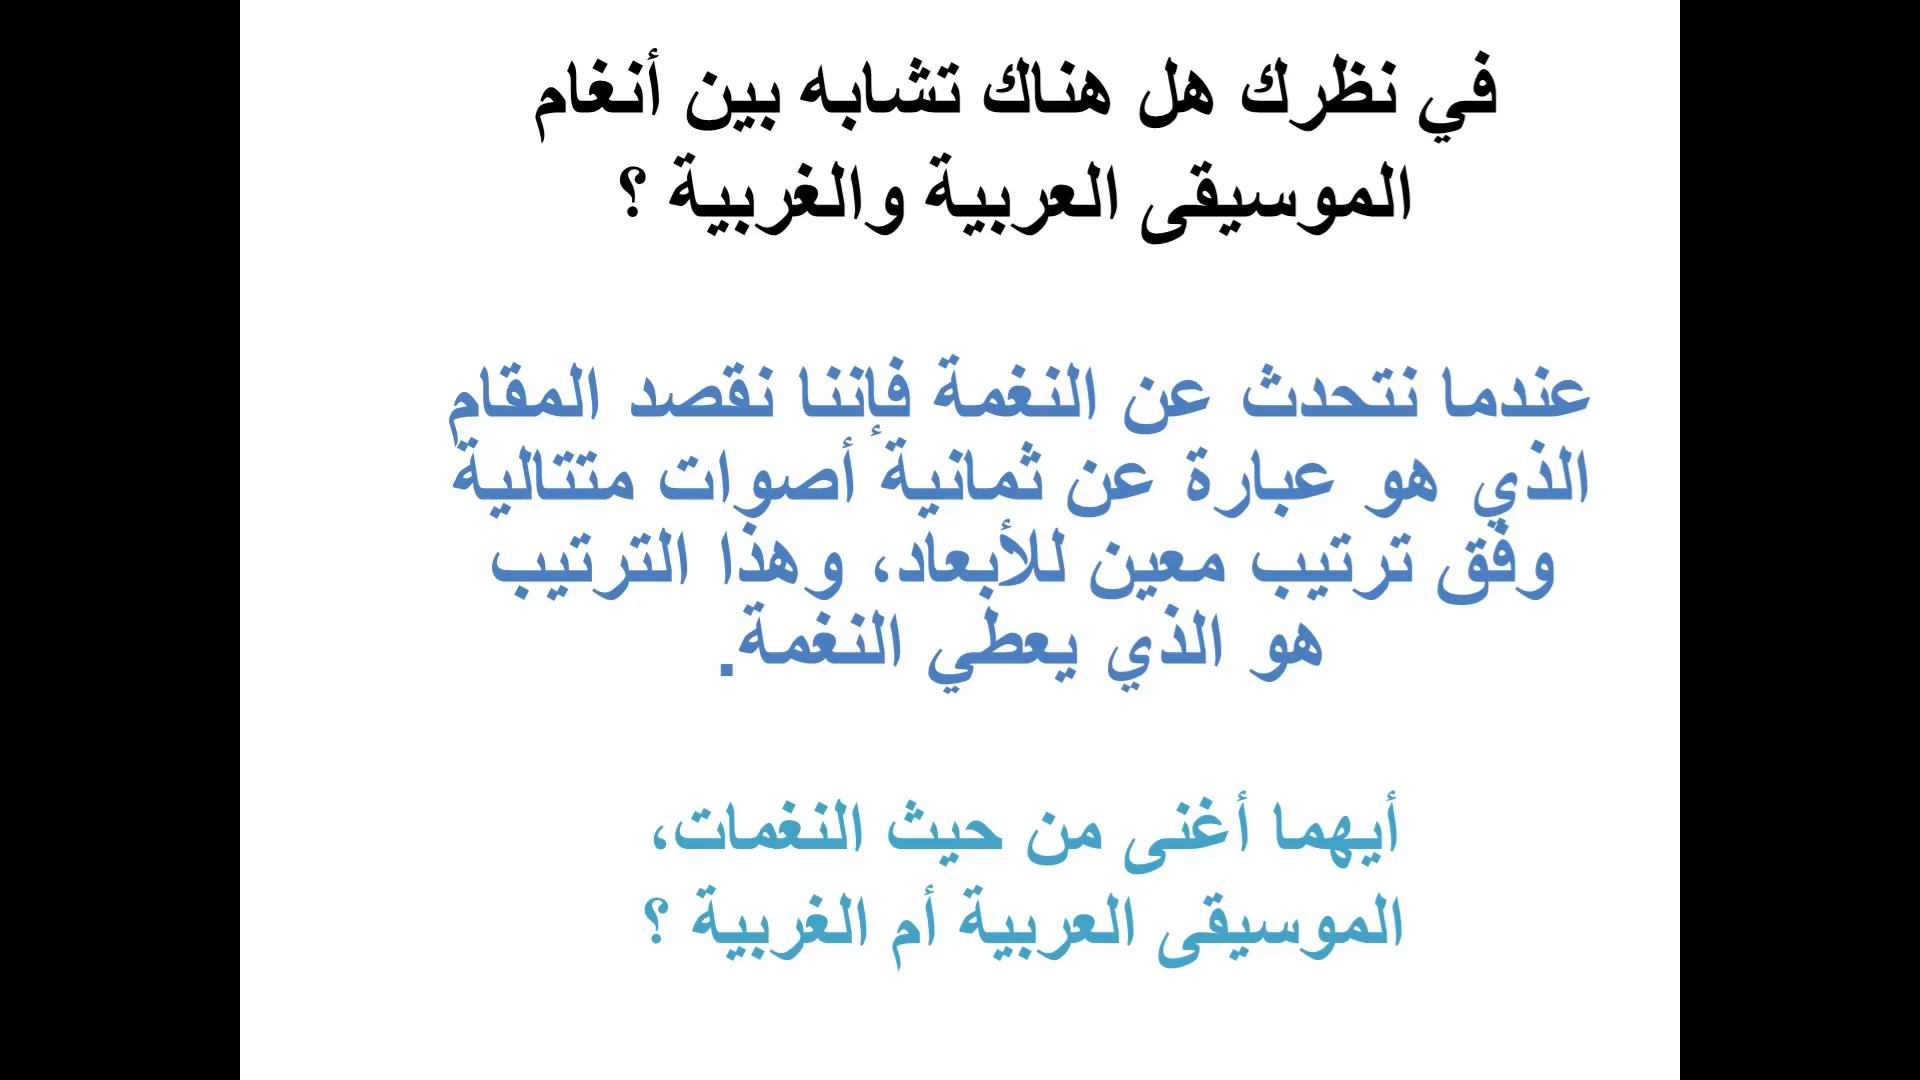 في نظرك هل هناك تشابه بين أنغام
الموسيقى العربية والغربية ؟
عندما نتحدث عن النغمة فإننا نقصد المقام
الذي هو عبارة عن ثمانية أصوات متتالية
وفق ترتيب معين للأبعاد، وهذا الترتيب
هو الذي يعطي النغمة.
أيهما أغنى من حيث النغمات،
الموسيقى العربية أم الغربية ؟